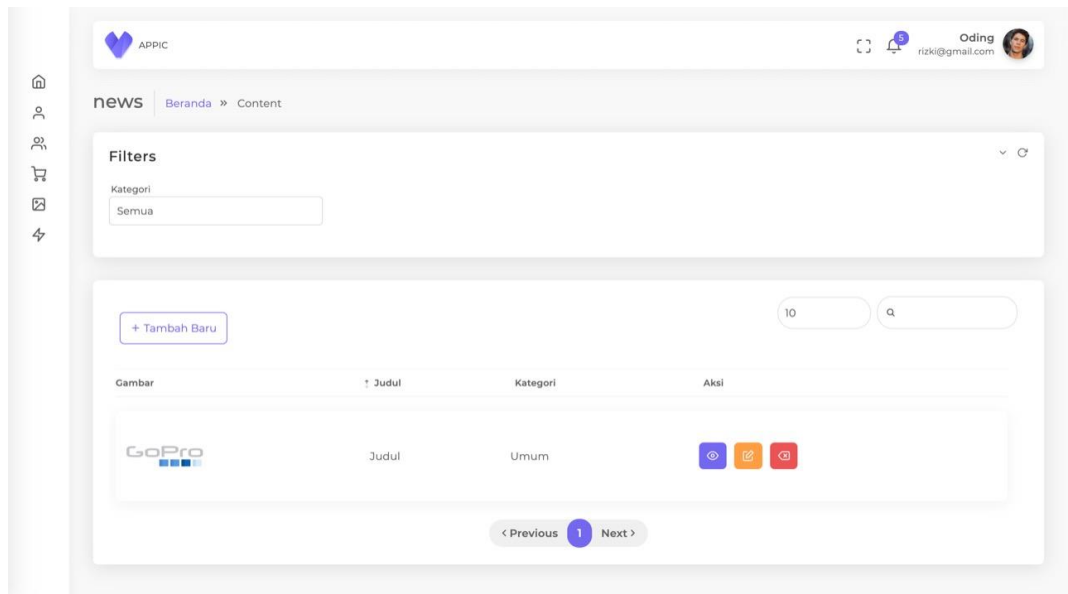 APPIC
5
Oding
rizki@gmail.com
news Beranda » Content
Filters
Kategori
Semua
+ Tambah Baru
10
Gambar Judul Kategori Aksi
GoPro Judul Umum
Previous 1 Next